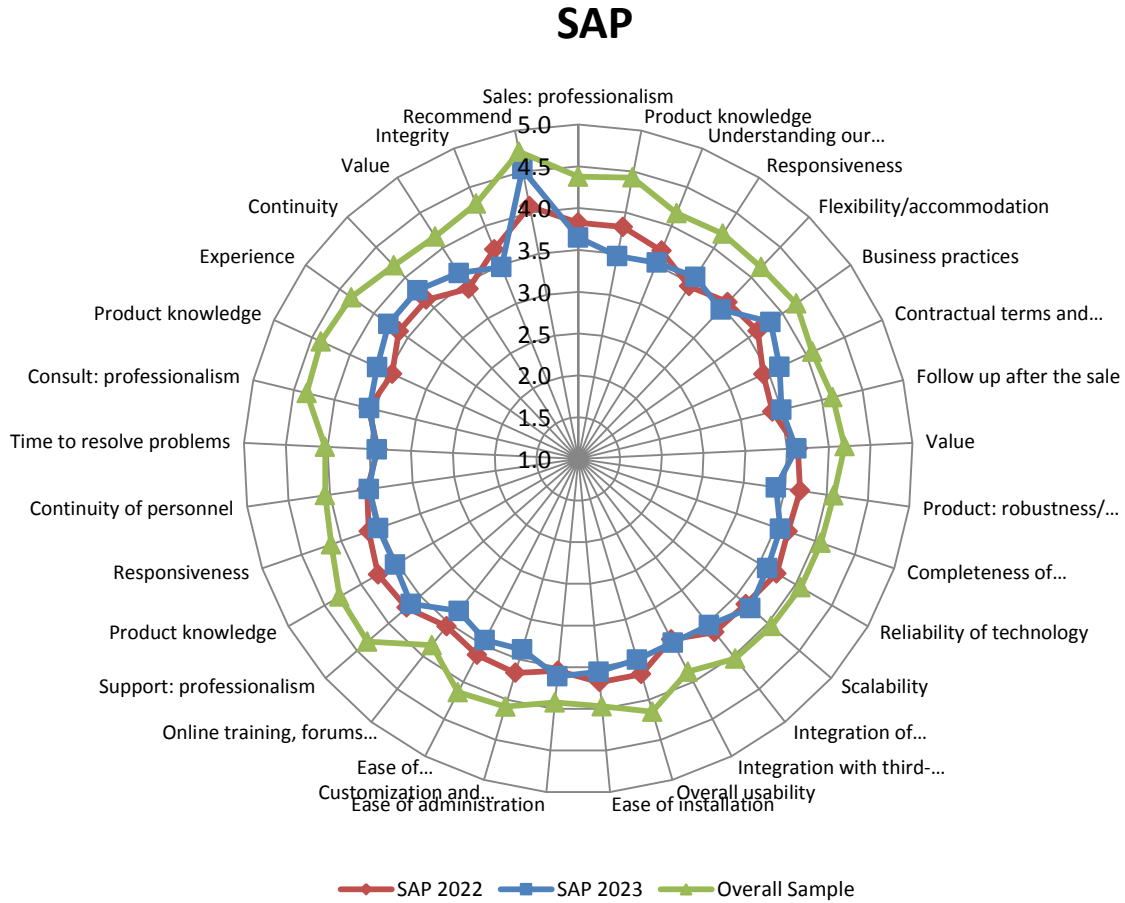 SAP
Sales: professionalism
Product knowledge
Understanding our...
Responsiveness
Flexibility/accommodation
Business practices
Contractual terms and...
Follow up after the sale
Value
Product: robustness/...
Completeness of...
Reliability of technology
Scalability
Integration of...
Integration with third-...
Overall usability
Ease of installation
Ease of administration
Customization and...
Ease of...
Online training, forums...
Support: professionalism
Product knowledge
Responsiveness
Continuity of personnel
Time to resolve problems
Consult: professionalism
Product knowledge
Experience
Continuity
Value
Integrity
Recommend
5.0
4.5
4.0
3.5
3.0
2.5
2.0
1.5
1.0
SAP 2022
SAP 2023
Overall Sample